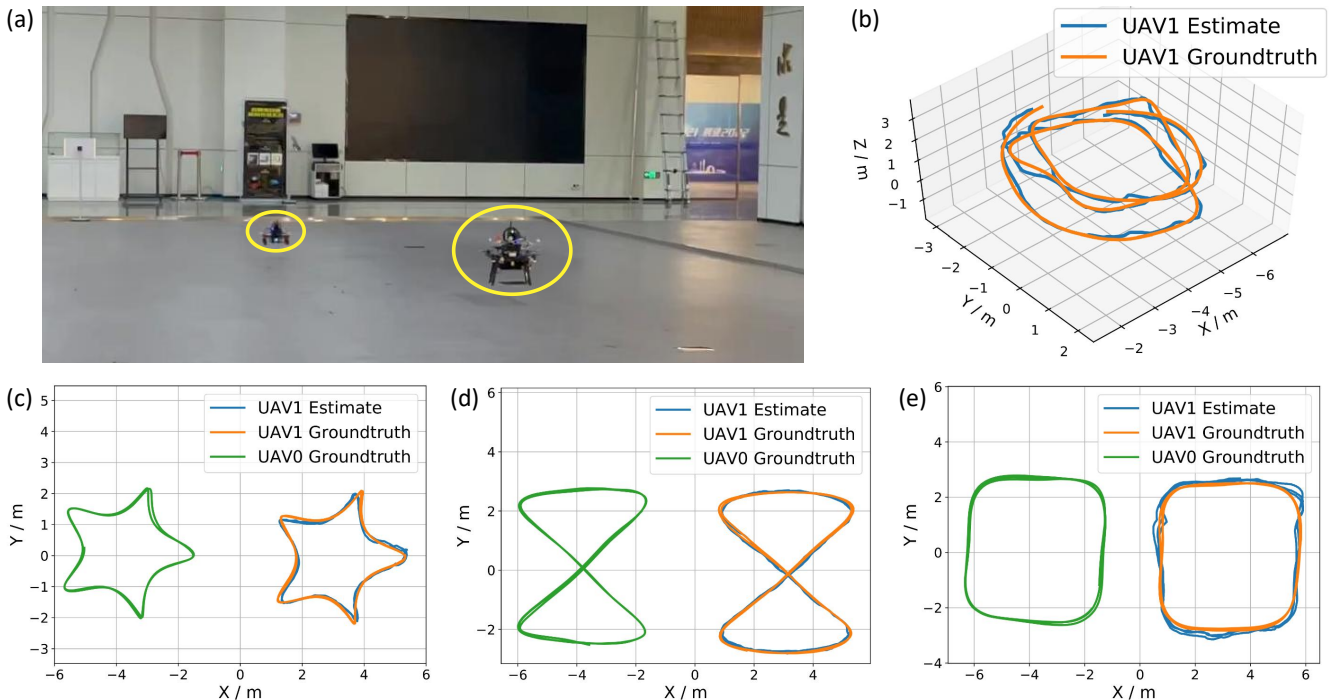 (a)
(b)
UAV1 Estimate
UAV1 Groundtruth
3
2
1
0
−1
Z / m
−3
−2
−1
0
1
2
Y / m
−6
−5
−4
−3
−2
X / m
(c)
UAV1 Estimate
UAV1 Groundtruth
UAV0 Groundtruth
5
4
3
2
1
0
−1
−2
−3
Y / m
−6 −4 −2 0 2 4 6
X / m
(d)
UAV1 Estimate
UAV1 Groundtruth
UAV0 Groundtruth
6
4
2
0
−2
Y / m
−6 −4 −2 0 2 4
X / m
(e)
UAV1 Estimate
UAV1 Groundtruth
UAV0 Groundtruth
6
4
2
0
−2
−4
Y / m
−6 −4 −2 0 2 4 6
X / m